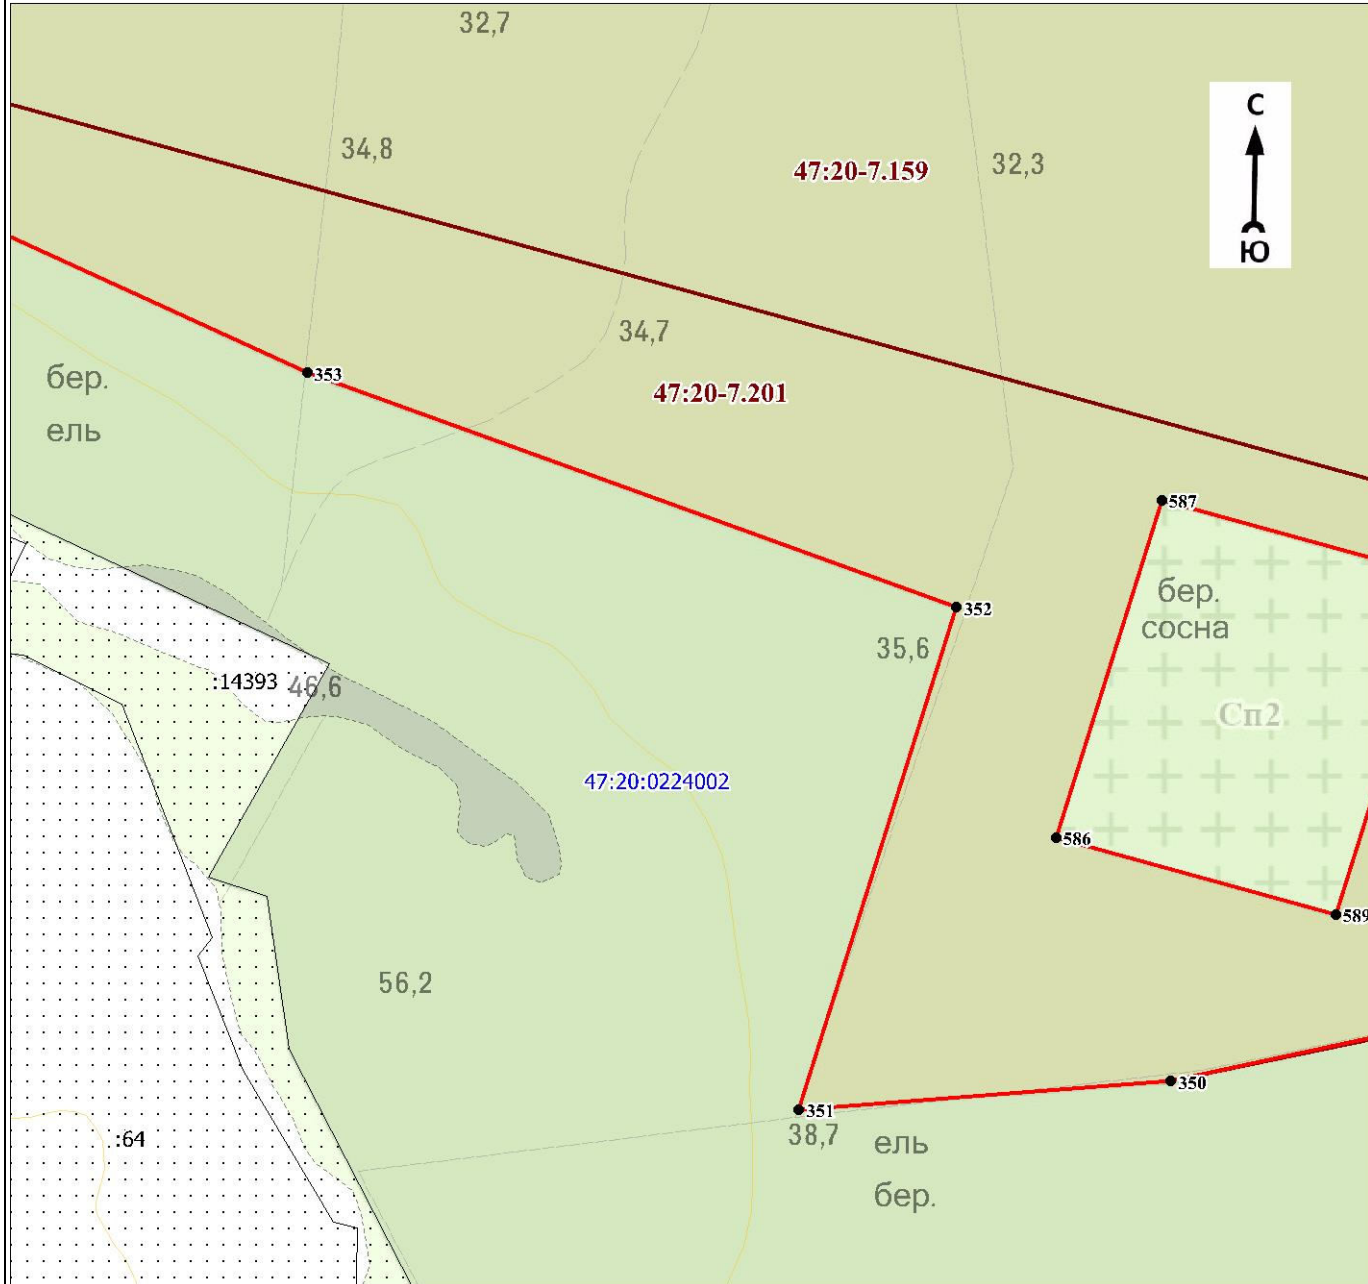 32,7
С
34,8
47:20-7.159
32,3
Ю
34,7
бер.
353
47:20-7.201
ель
587
бер.
352
сосна
35,6
:14393
46,6
Сп2
47:20:0224002
586
589
56,2
350
351
:64
38,7
ель
бер.